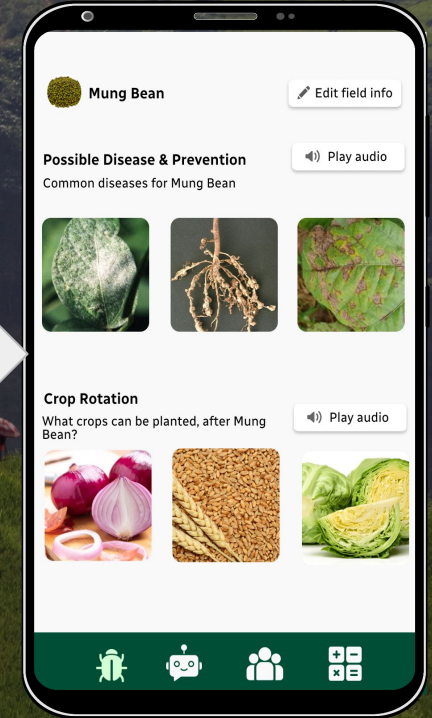 Mung Bean
Edit field info
Possible Disease & Prevention
Play audio
Common diseases for Mung Bean
Crop Rotation
What crops can be planted, after Mung
Bean?
Play audio